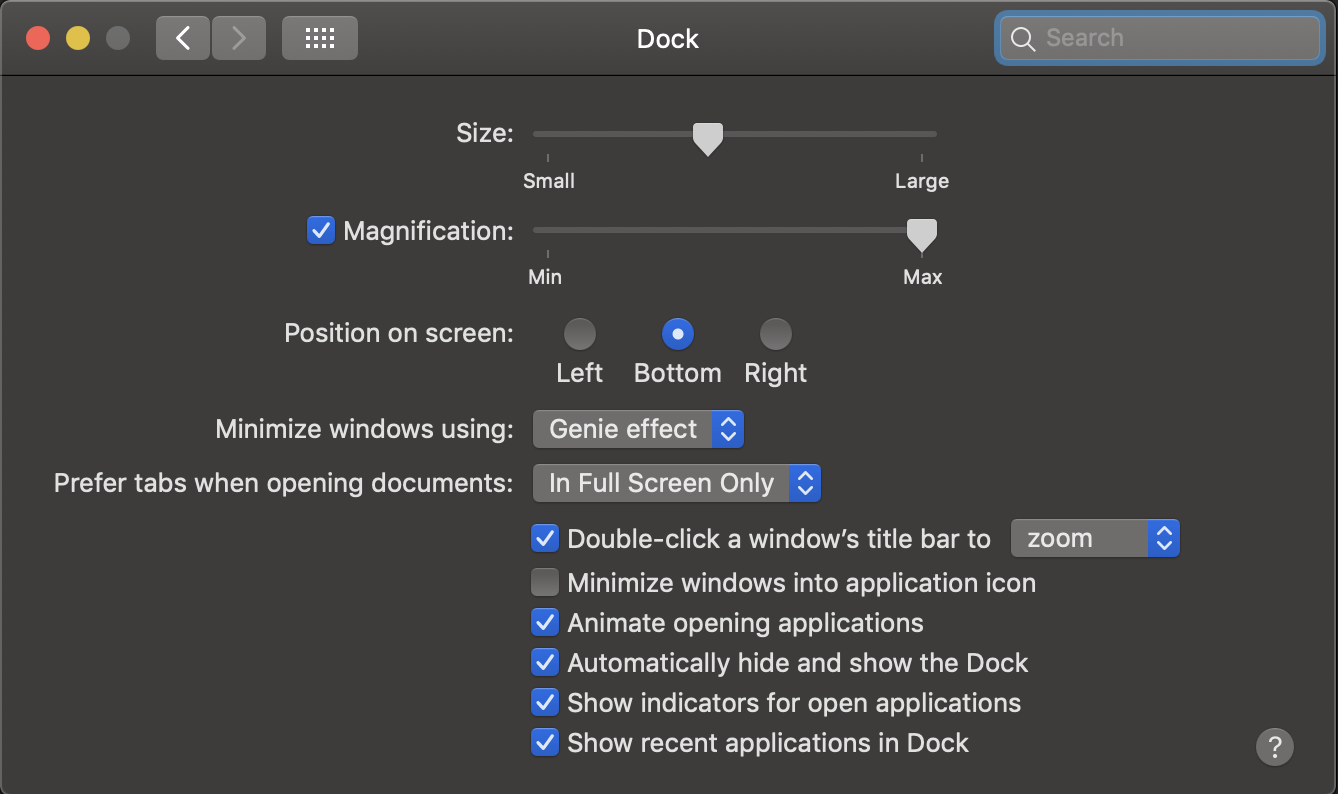 Dock
Search
Size:
Small Large
Magnification:
Min Max
Position on screen:
Left Bottom Right
Minimize windows using: Genie effect
Prefer tabs when opening documents: In Full Screen Only
Double-click a window’s title bar to zoom
Minimize windows into application icon
Animate opening applications
Automatically hide and show the Dock
Show indicators for open applications
Show recent applications in Dock
?